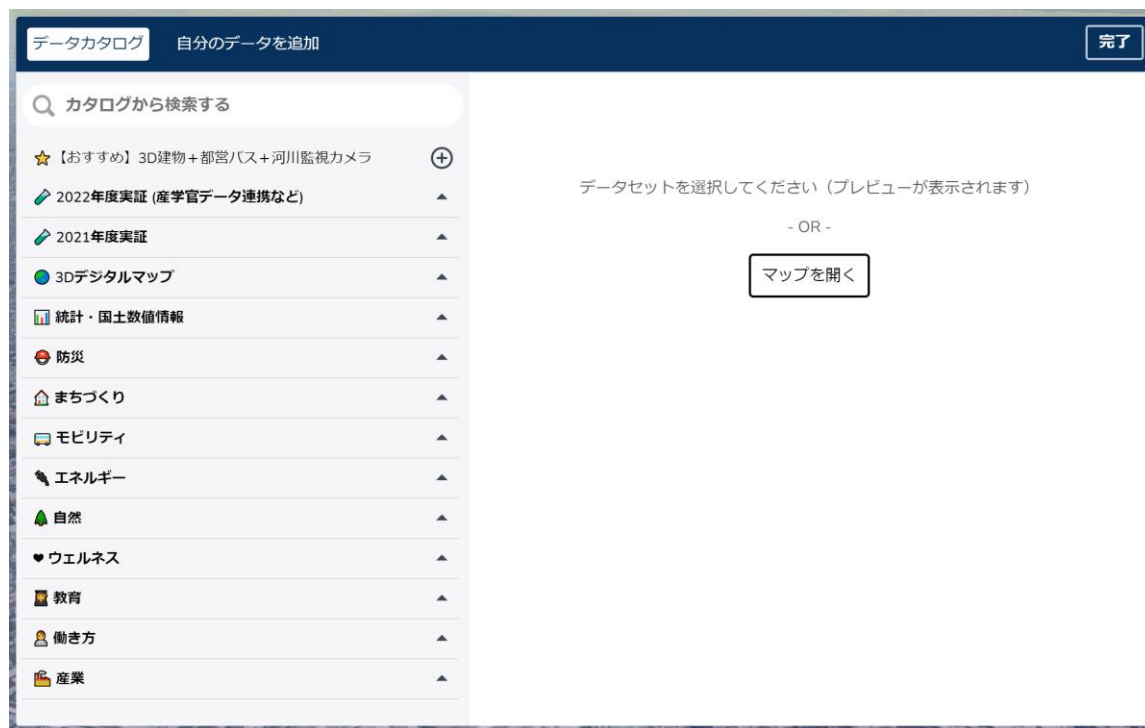 データカタログ
自分のデータを追加
完了
カタログから検索する
【おすすめ】3D建物+都営バス+河川監視カメラ
2022年度実証 (産学官データ連携など)
2021年度実証
3Dデジタルマップ
統計・国土数値情報
防災
まちづくり
モビリティ
エネルギー
自然
ウェルネス
教育
働き方
産業
データセットを選択してください（プレビューが表示されます）
- OR -
マップを開く